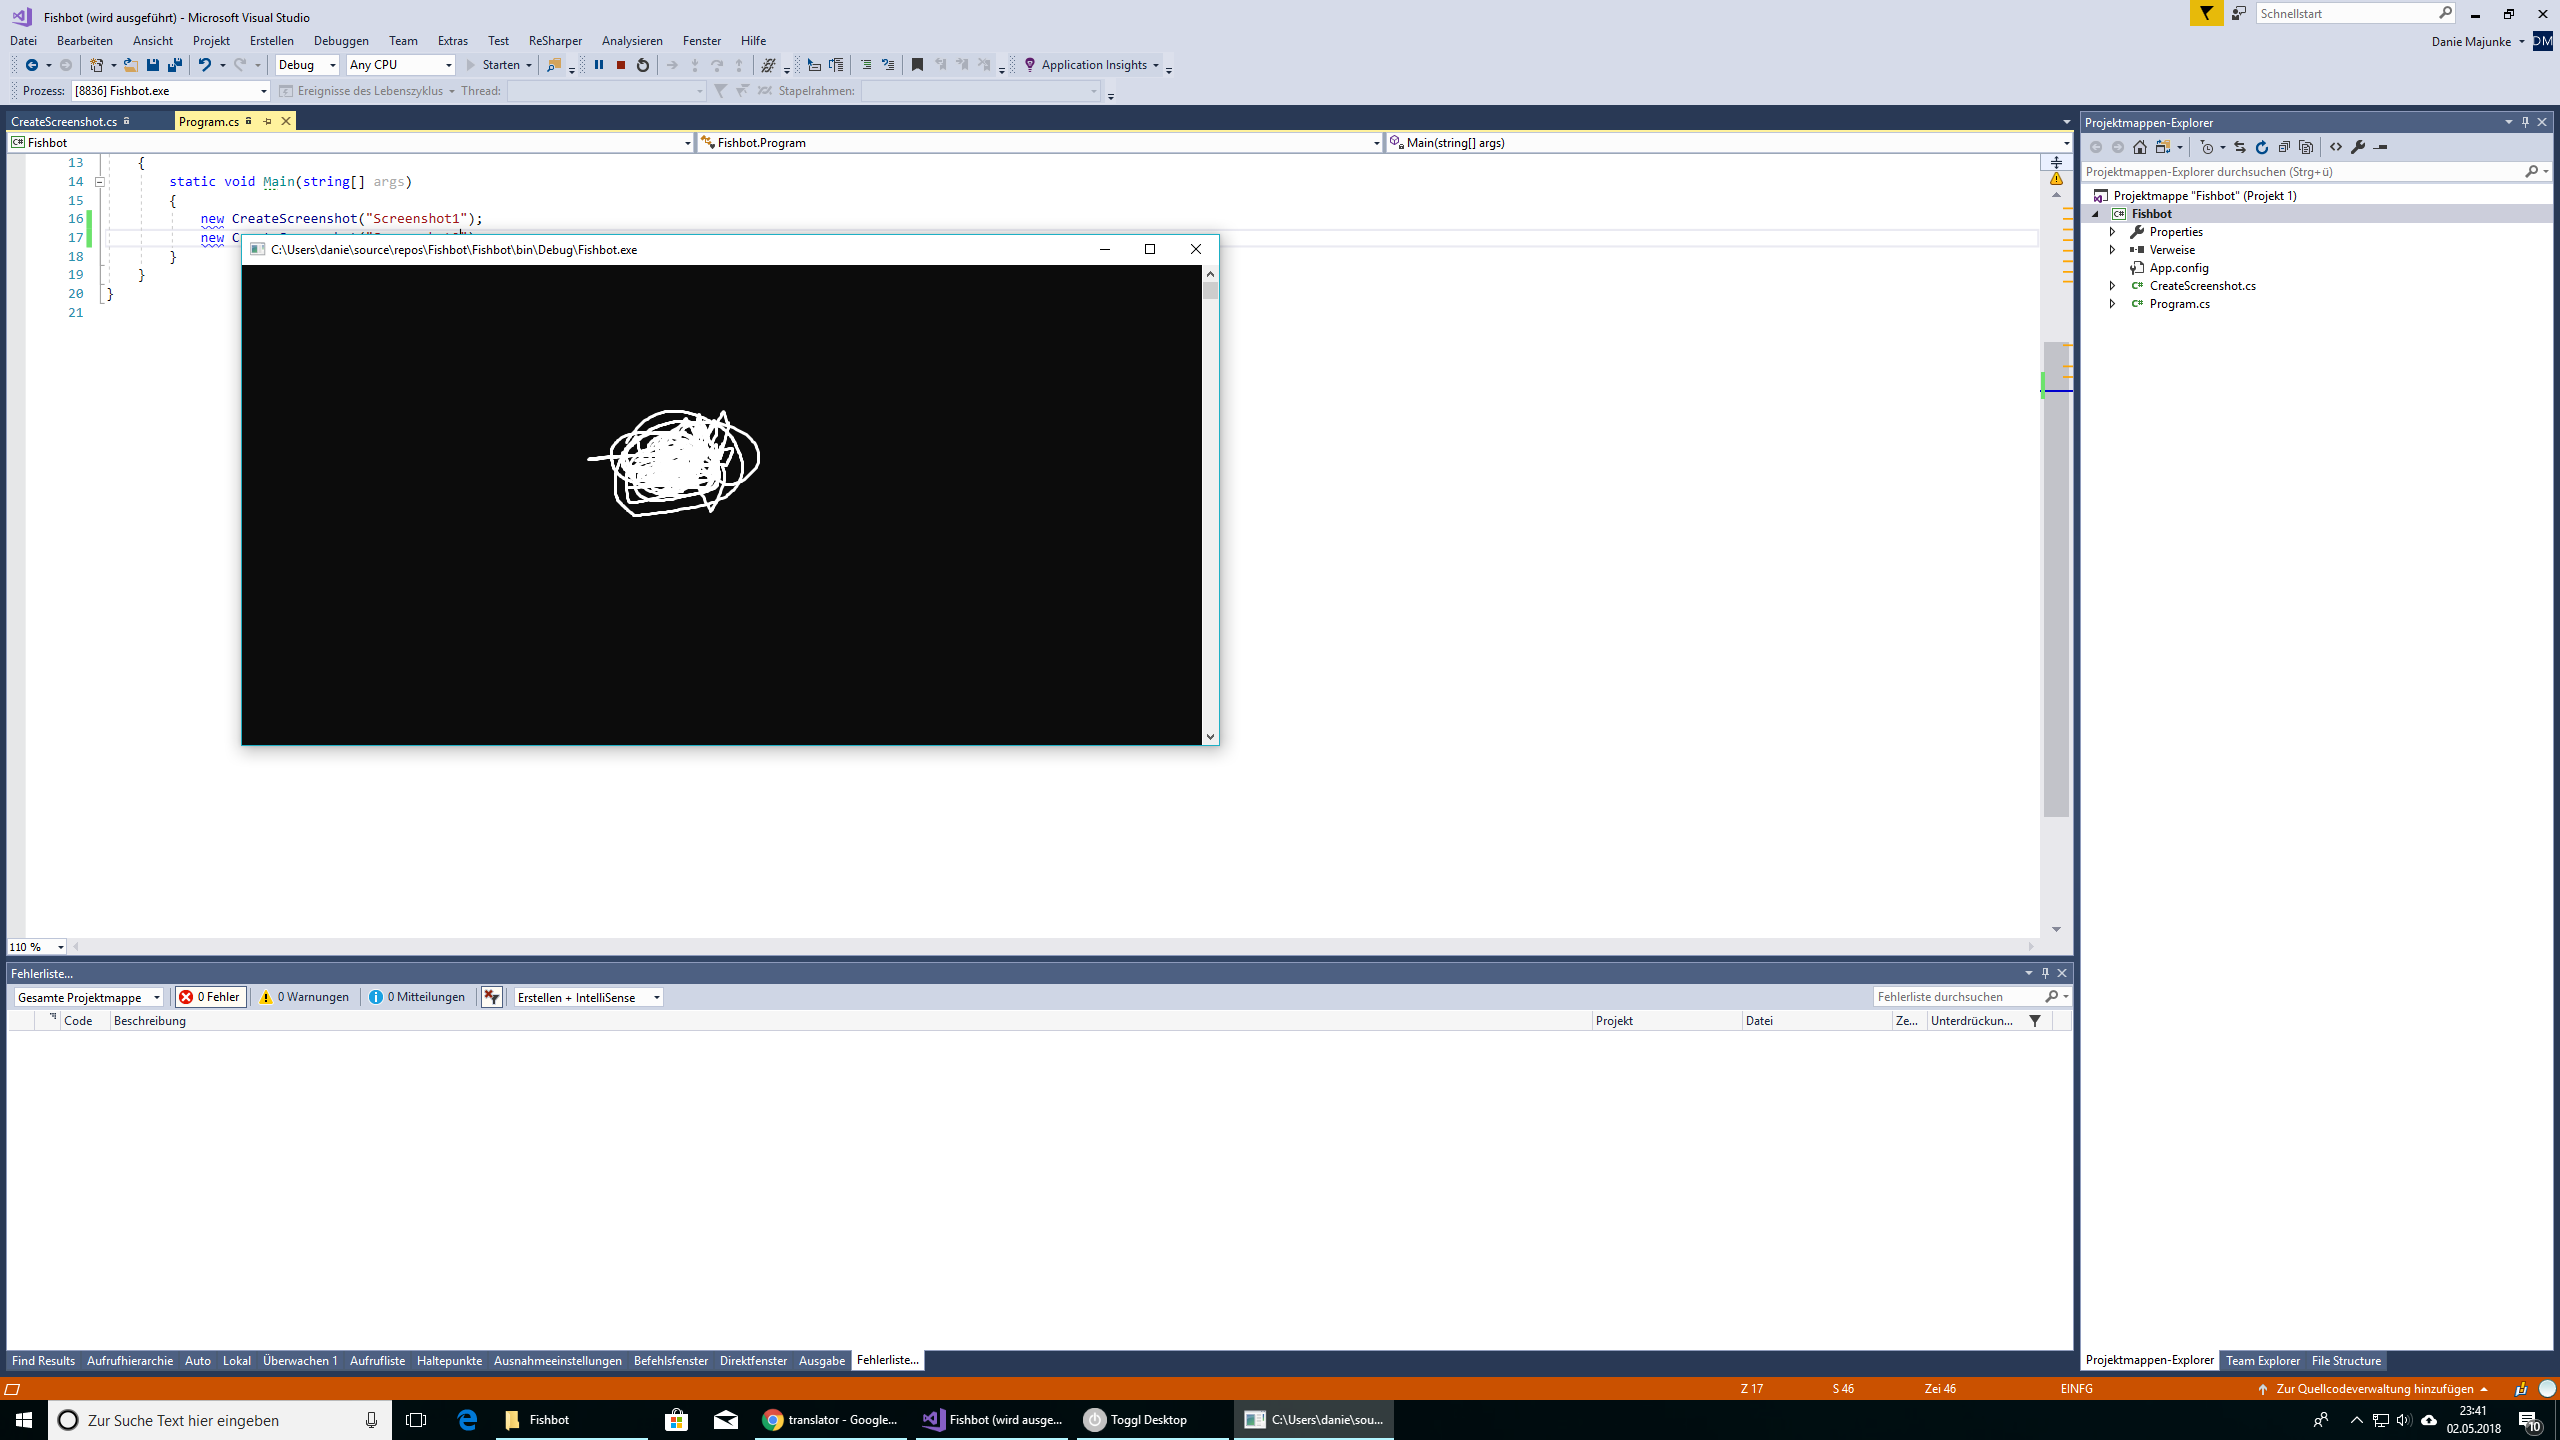 Fishbot (wird ausgeführt) - Microsoft Visual Studio
Schnellstart
Datei Bearbeiten Ansicht Projekt Erstellen Debuggen Team Extras Test ReSharper Analysieren Fenster Hilfe
Danie Majunke DM
Debug Any CPU Starten Application Insights
Prozess: [8836] Fishbot.exe Ereignisse des Lebenszyklus Thread: Stapelrahmen:
CreateScreenshot.cs Program.cs
Fishbot Fishbot.Program Main(string[] args)
13 {
14 static void Main(string[] args)
15 {
16 new CreateScreenshot("Screenshot1");
17 new
18 }
19 }
20 }
21
C:\Users\danie\source\repos\Fishbot\Fishbot\bin\Debug\Fishbot.exe
110 %
Projektmappen-Explorer
Projektmappen-Explorer durchsuchen (Strg+ü)
Projektmappe "Fishbot" (Projekt 1)
C# Fishbot
Properties
Verweise
App.config
C# CreateScreenshot.cs
C# Program.cs
Fehlerliste...
Gesamte Projektmappe 0 Fehler 0 Warnungen 0 Mitteilungen Erstellen + IntelliSense Fehlerliste durchsuchen
Code Beschreibung Projekt Datei Ze... Unterdrückun...
Find Results Aufrufhierarchie Auto Lokal Überwachen 1 Aufrufliste Haltepunkte Ausnahmeeinstellungen Befehlsfenster Direktfenster Ausgabe Fehlerliste...
Projektmappen-Explorer Team Explorer File Structure
Z 17 S 46 Zei 46 EINFG Zur Quellcodeverwaltung hinzufügen
Zur Suche Text hier eingeben
Fishbot
translator - Google...
Fishbot (wird ausge...
Toggl Desktop
C:\Users\danie\sou...
23:41
02.05.2018
10